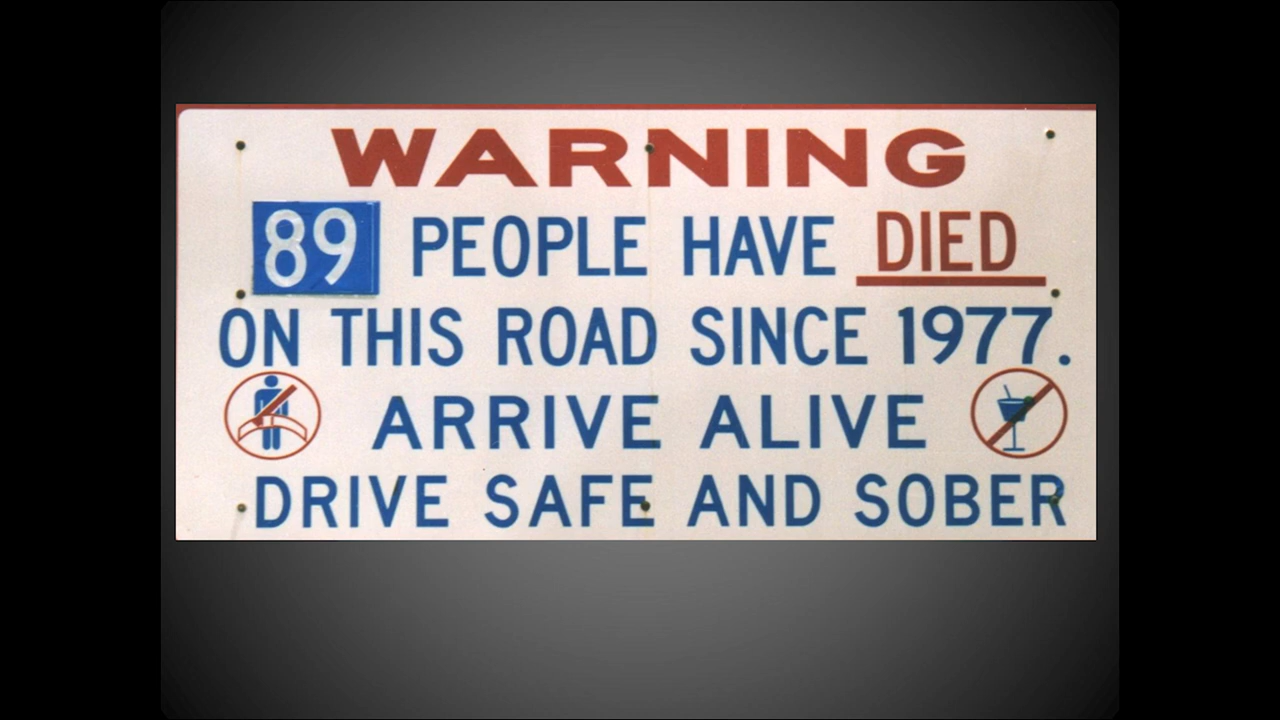 WARNING
89 PEOPLE HAVE DIED
ON THIS ROAD SINCE 1977.
ARRIVE ALIVE
DRIVE SAFE AND SOBER